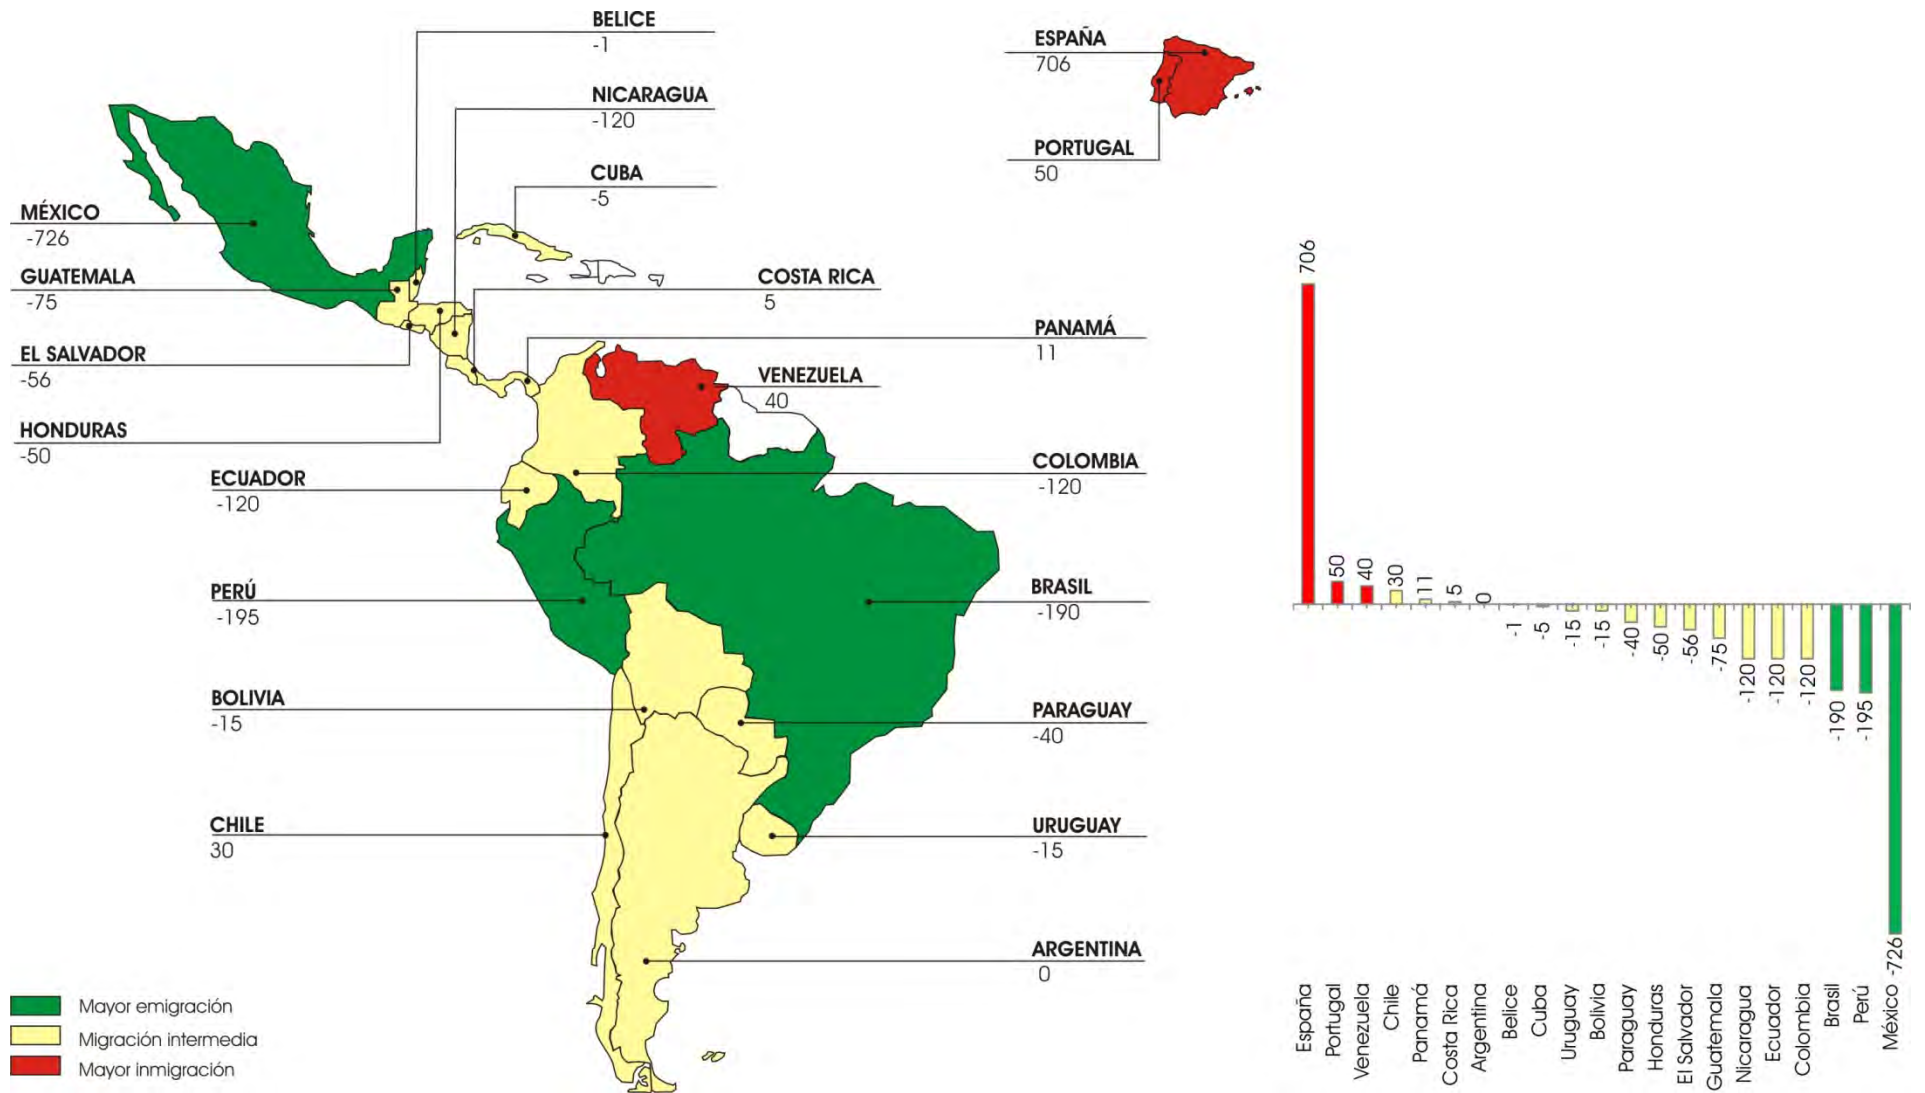 BELICE
-1
NICARAGUA
-120
CUBA
-5
MÉXICO
-726
GUATEMALA
-75
EL SALVADOR
-56
HONDURAS
-50
COSTA RICA
5
PANAMÁ
11
VENEZUELA
40
ECUADOR
-120
COLOMBIA
-120
PERÚ
-195
BRASIL
-190
BOLIVIA
-15
PARAGUAY
-40
CHILE
30
URUGUAY
-15
ARGENTINA
0
ESPAÑA
706
PORTUGAL
50
Mayor emigración
Migración intermedia
Mayor inmigración
706
50
40
30
11
5
0
-1
-5
-15
-15
-40
-50
-56
-75
-120
-120
-120
-190
-195
-726
España
Portugal
Venezuela
Chile
Panamá
Costa Rica
Argentina
Belice
Cuba
Uruguay
Bolivia
Paraguay
Honduras
El Salvador
Guatemala
Nicaragua
Ecuador
Colombia
Brasil
Perú
México